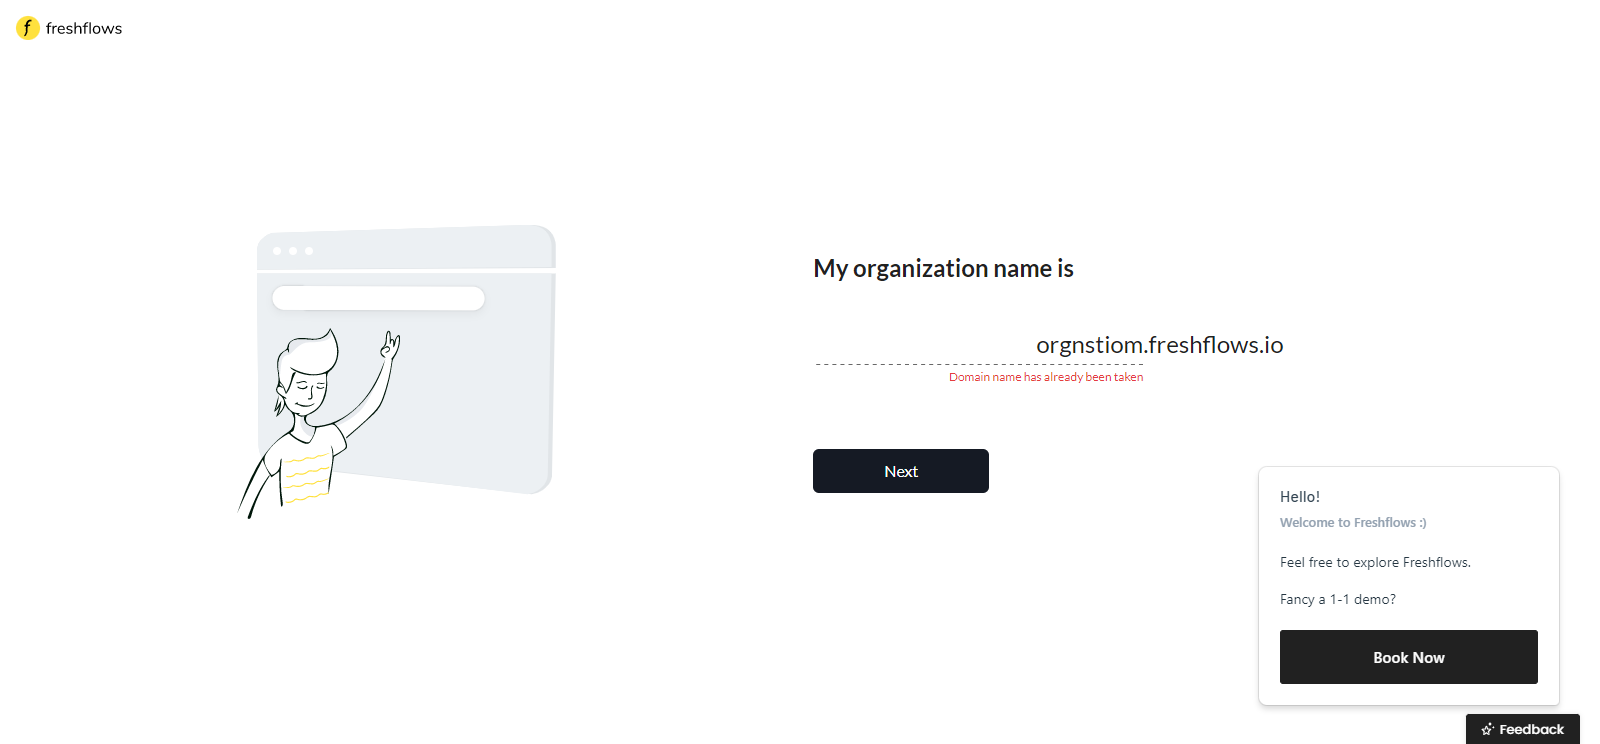 freshflows
My organization name is
orgnstiom.freshflows.io
Domain name has already been taken
Next
Hello!
Welcome to Freshflows :)
Feel free to explore Freshflows.
Fancy a 1-1 demo?
Book Now
Feedback